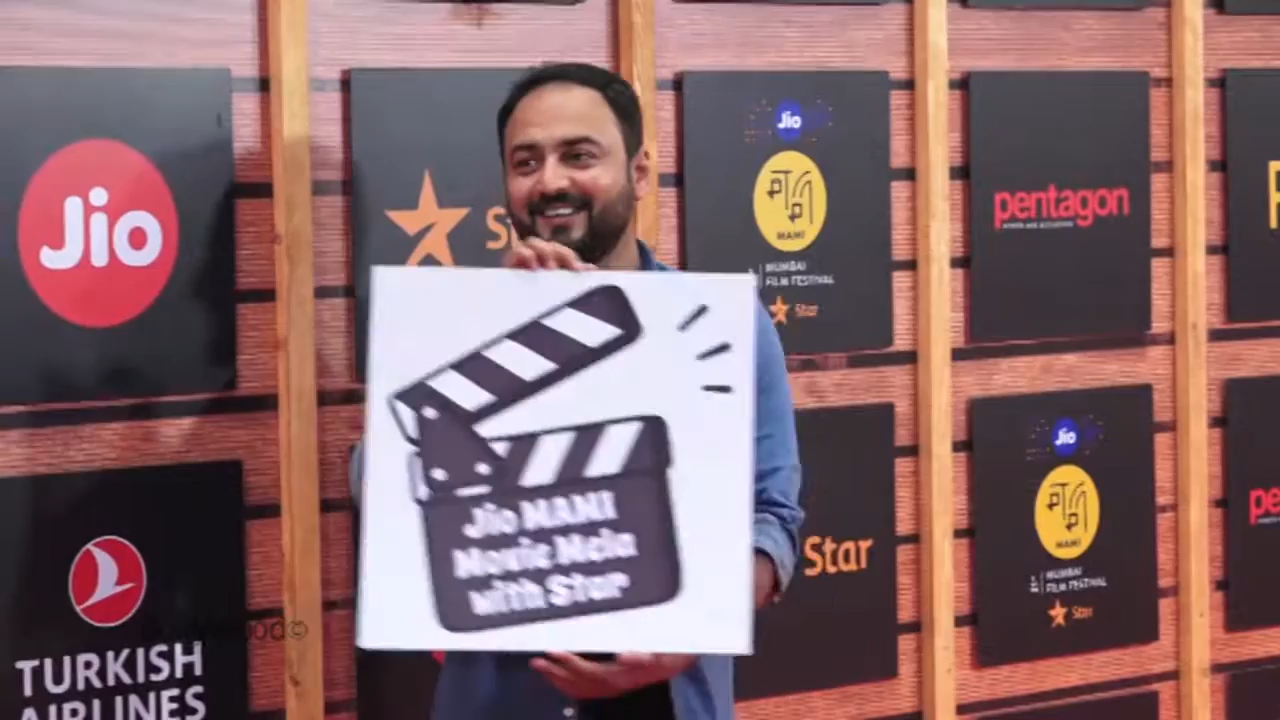 Jio
Star
Jio
मामी
MAMI
MUMBAI
FILM FESTIVAL
Star
pentagon
Jio MAMI
Movie Mela
with Star
Star
Jio
मामी
MAMI
MUMBAI
FILM FESTIVAL
Star
pe
TURKISH
AIRLINES